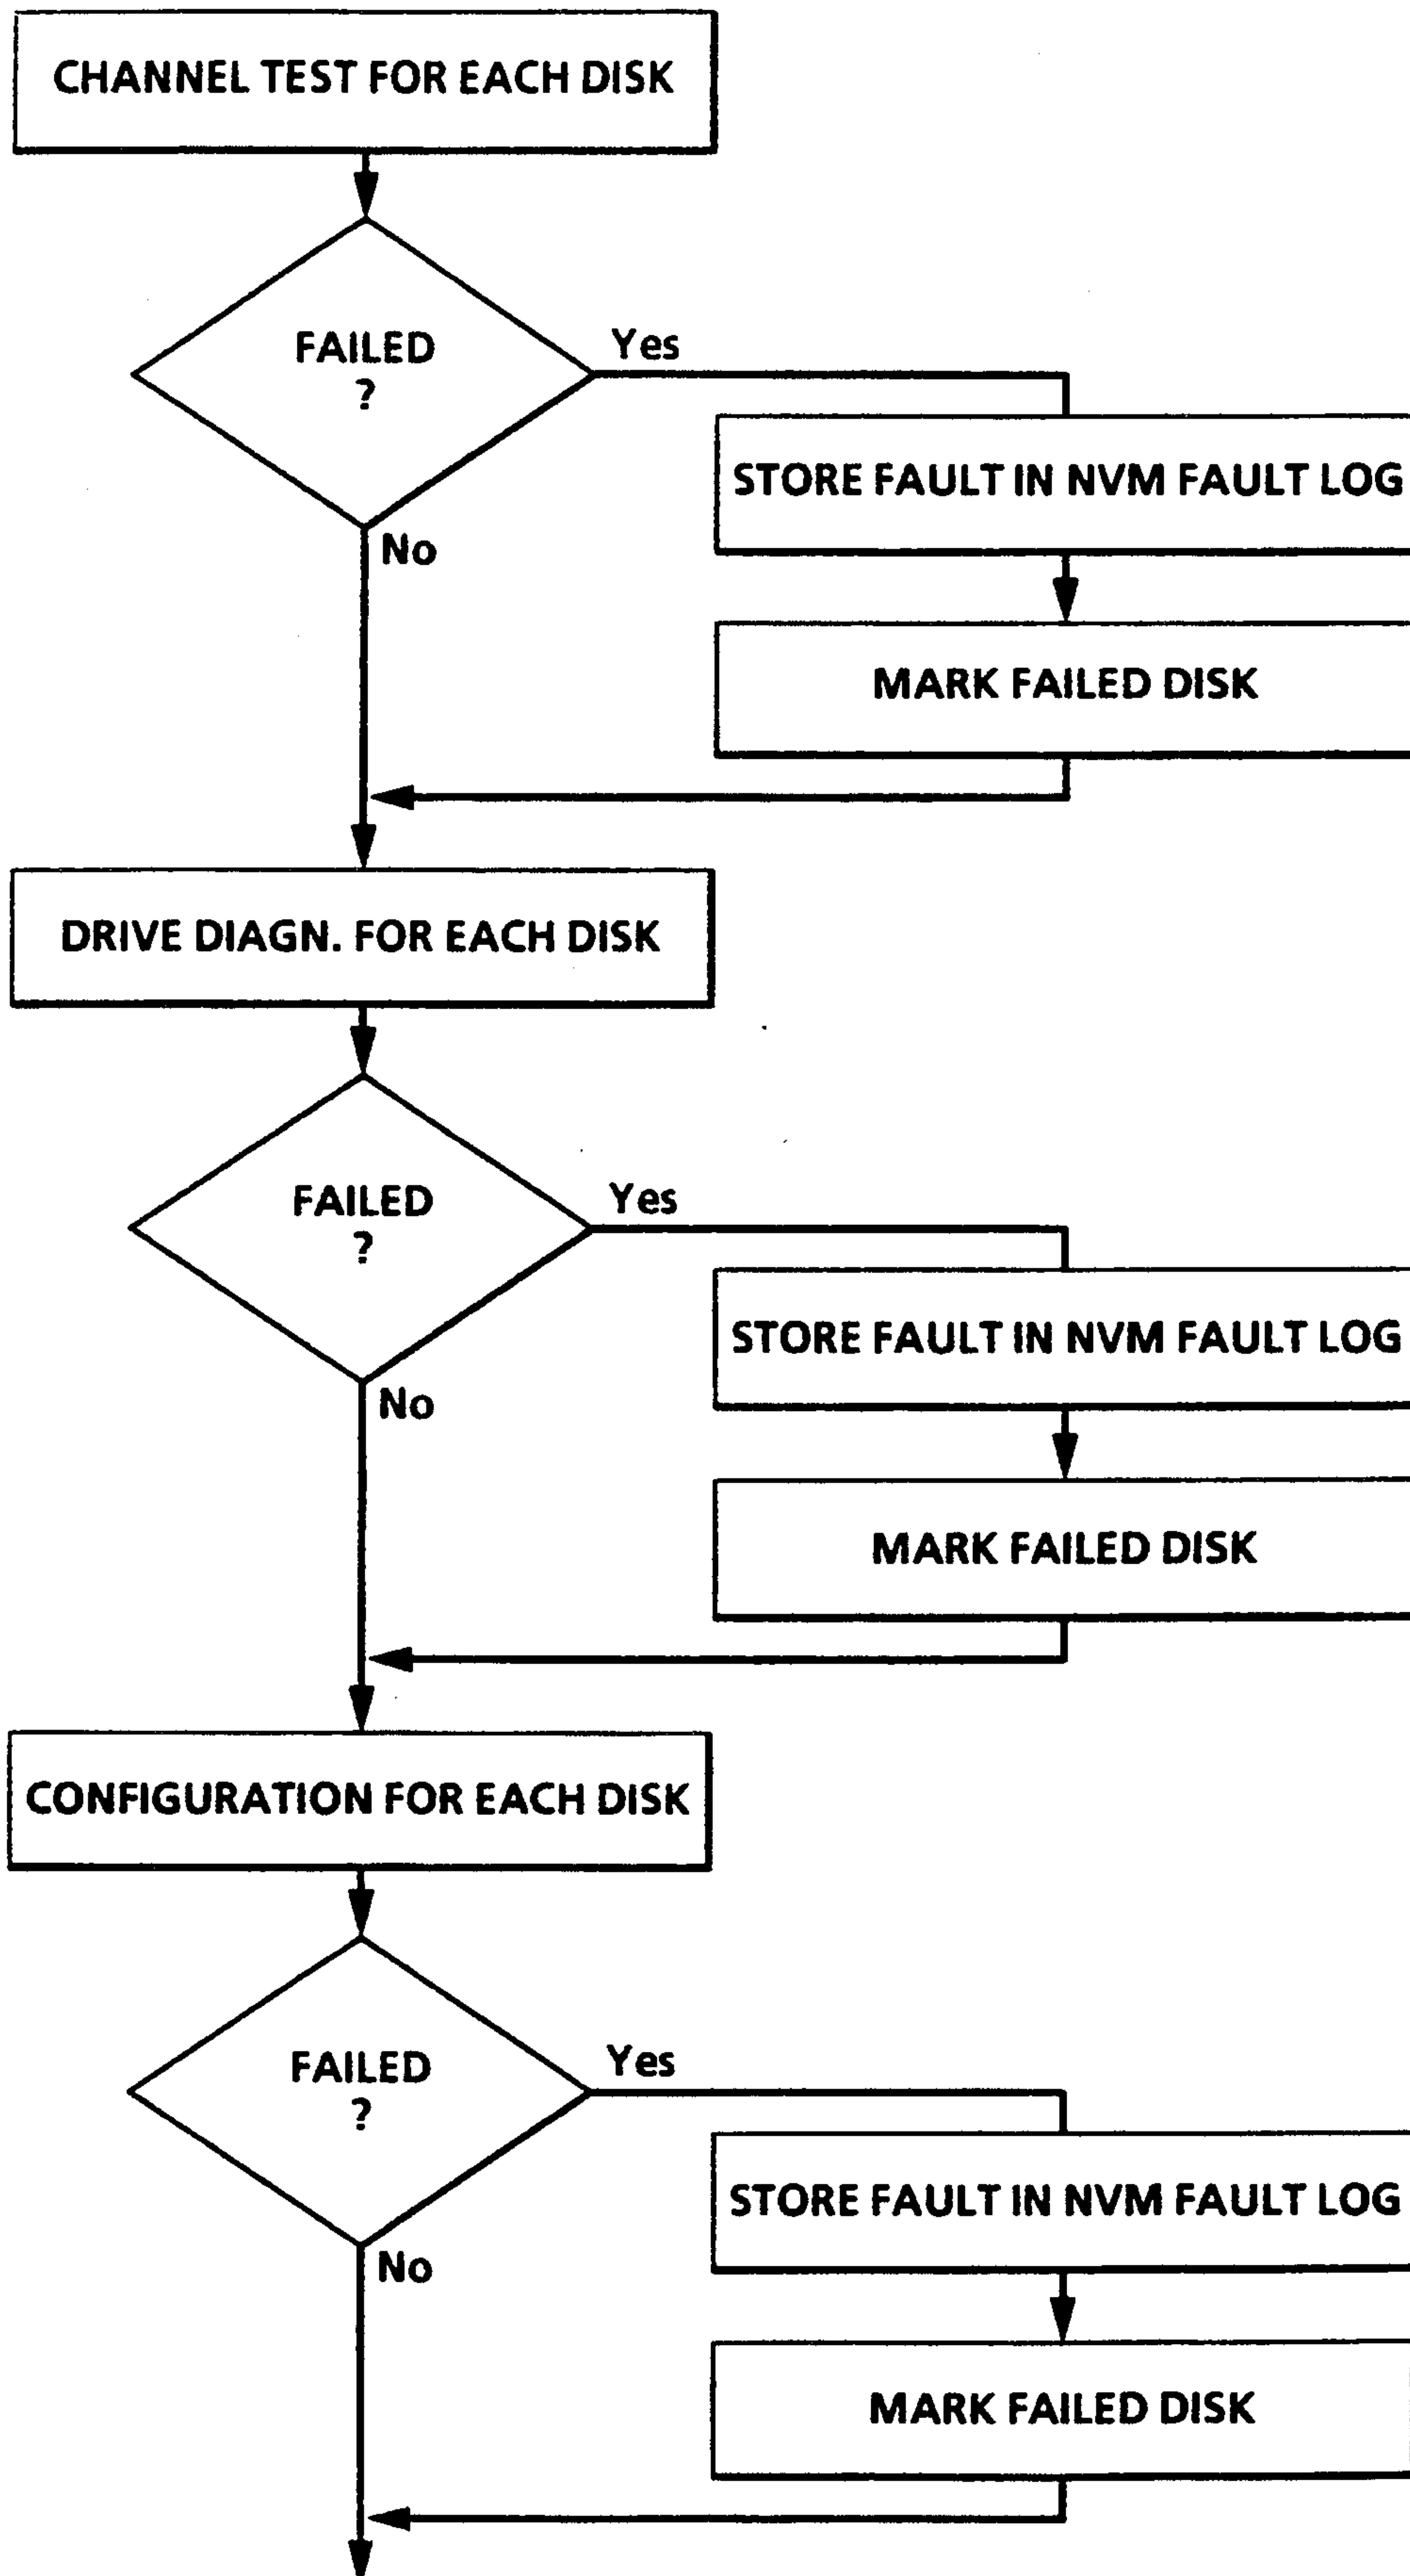 CHANNEL TEST FOR EACH DISK
FAILED
?
Yes
No
STORE FAULT IN NVM FAULT LOG
MARK FAILED DISK
DRIVE DIAGN. FOR EACH DISK
FAILED
?
Yes
No
STORE FAULT IN NVM FAULT LOG
MARK FAILED DISK
CONFIGURATION FOR EACH DISK
FAILED
?
Yes
No
STORE FAULT IN NVM FAULT LOG
MARK FAILED DISK